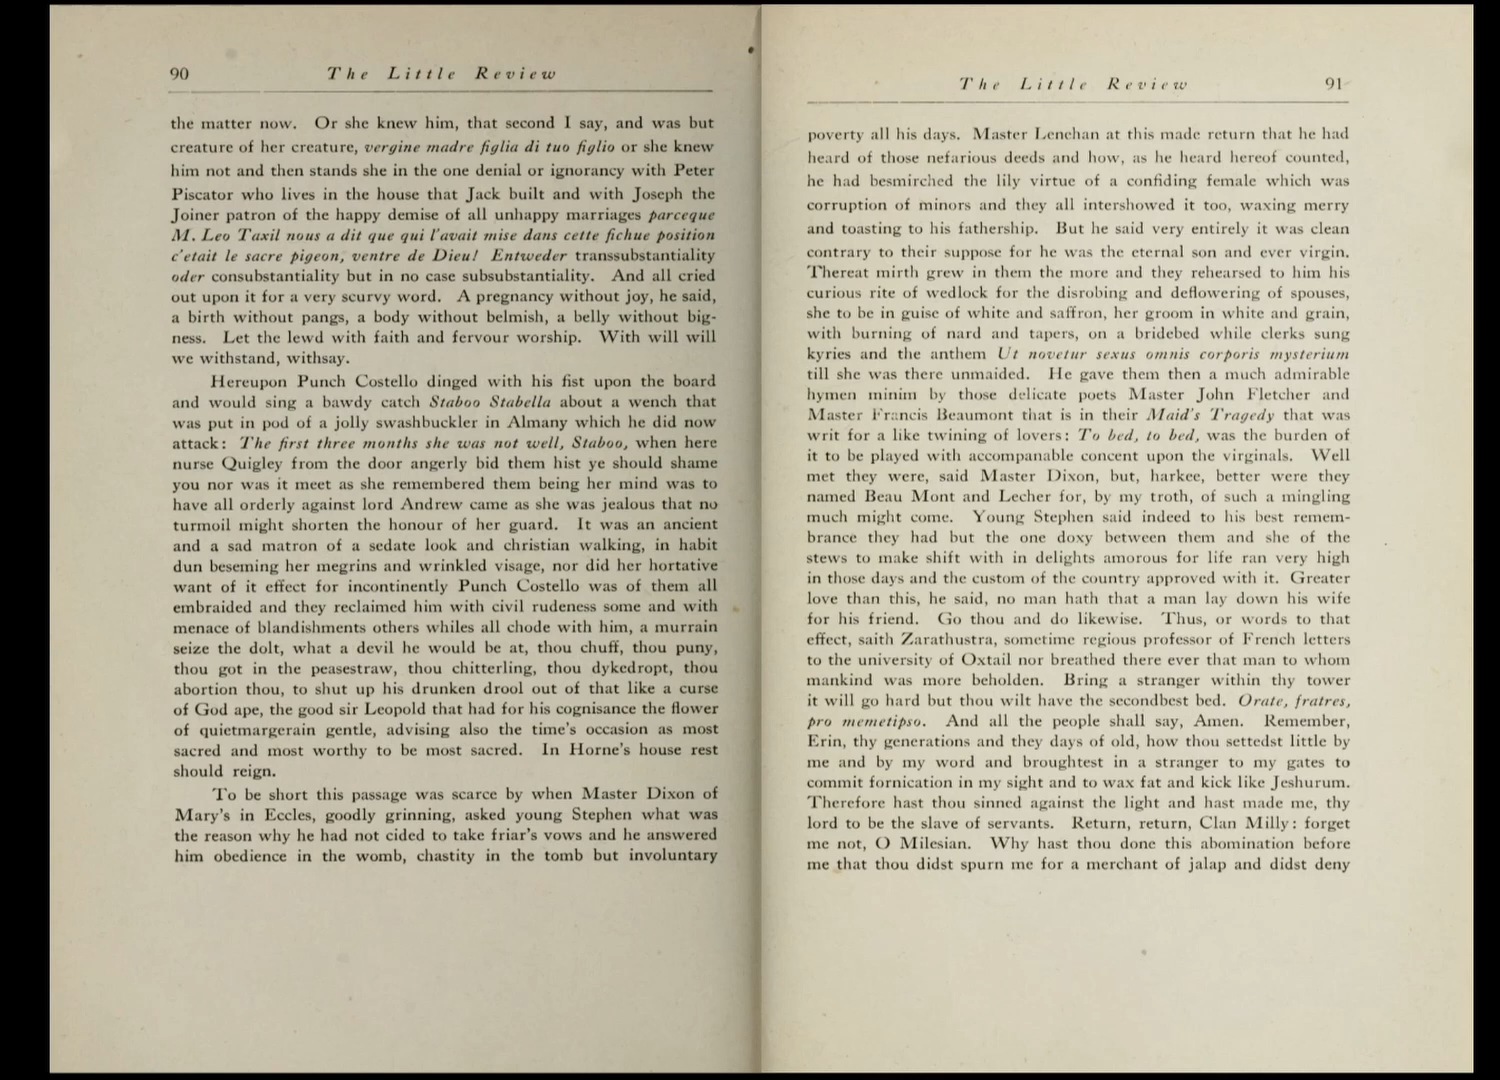 90
The Little Review
the matter now. Or she knew him, that second I say, and was but
creature of her creature, vergine madre figlia di tuo figlio or she knew
him not and then stands she in the one denial or ignorancy with Peter
Piscator who lives in the house that Jack built and with Joseph the
Joiner patron of the happy demise of all unhappy marriages parceque
M. Leo Taxil nous a dit que qui l'avait mise dans cette fichue position
c'etait le sacre pigeon, ventre de Dieu! Entweder transsubstantiality
oder consubstantiality but in no case subsubstantiality. And all cried
out upon it for a very scurvy word. A pregnancy without joy, he said,
a birth without pangs, a body without belmish, a belly without big-
ness. Let the lewd with faith and fervour worship. With will will
we withstand, withsay.
Hereupon Punch Costello dinged with his fist upon the board
and would sing a bawdy catch Staboo Stabella about a wench that
was put in pod of a jolly swashbuckler in Almany which he did now
attack: The first three months she was not well, Staboo, when here
nurse Quigley from the door angerly bid them hist ye should shame
you nor was it meet as she remembered them being her mind was to
have all orderly against lord Andrew came as she was jealous that no
turmoil might shorten the honour of her guard. It was an ancient
and a sad matron of a sedate look and christian walking, in habit
dun beseming her megrins and wrinkled visage, nor did her hortative
want of it effect for incontinently Punch Costello was of them all
embraided and they reclaimed him with civil rudeness some and with
menace of blandishments others whiles all chode with him, a murrain
seize the dolt, what a devil he would be at, thou chuff, thou puny,
thou got in the peasestraw, thou chitterling, thou dykedropt, thou
abortion thou, to shut up his drunken drool out of that like a curse
of God ape, the good sir Leopold that had for his cognisance the flower
of quietmargerain gentle, advising also the time's occasion as most
sacred and most worthy to be most sacred. In Horne's house rest
should reign.
To be short this passage was scarce by when Master Dixon of
Mary's in Eccles, goodly grinning, asked young Stephen what was
the reason why he had not cided to take friar's vows and he answered
him obedience in the womb, chastity in the tomb but involuntary
The Little Review
91
poverty all his days. Master Lenehan at this made return that he had
heard of those nefarious deeds and how, as he heard hereof counted,
he had besmirched the lily virtue of a confiding female which was
corruption of minors and they all intershowed it too, waxing merry
and toasting to his fathership. But he said very entirely it was clean
contrary to their suppose for he was the eternal son and ever virgin.
Thereat mirth grew in them the more and they rehearsed to him his
curious rite of wedlock for the disrobing and deflowering of spouses,
she to be in guise of white and saffron, her groom in white and grain,
with burning of nard and tapers, on a bridebed while clerks sung
kyries and the anthem Ut novetur sexus omnis corporis mysterium
till she was there unmaided. He gave them then a much admirable
hymen minim by those delicate poets Master John Fletcher and
Master Francis Beaumont that is in their Maid's Tragedy that was
writ for a like twining of lovers: To bed, to bed, was the burden of
it to be played with accompanable concent upon the virginals. Well
met they were, said Master Dixon, but, harkee, better were they
named Beau Mont and Lecher for, by my troth, of such a mingling
much might come. Young Stephen said indeed to his best remem-
brance they had but the one doxy between them and she of the
stews to make shift with in delights amorous for life ran very high
in those days and the custom of the country approved with it. Greater
love than this, he said, no man hath that a man lay down his wife
for his friend. Go thou and do likewise. Thus, or words to that
effect, saith Zarathustra, sometime regious professor of French letters
to the university of Oxtail nor breathed there ever that man to whom
mankind was more beholden. Bring a stranger within thy tower
it will go hard but thou wilt have the secondbest bed. Orate, fratres,
pro memetipso. And all the people shall say, Amen. Remember,
Erin, thy generations and they days of old, how thou settedst little by
me and by my word and broughtest in a stranger to my gates to
commit fornication in my sight and to wax fat and kick like Jeshurum.
Therefore hast thou sinned against the light and hast made me, thy
lord to be the slave of servants. Return, return, Clan Milly: forget
me not, O Milesian. Why hast thou done this abomination before
me that thou didst spurn me for a merchant of jalap and didst deny